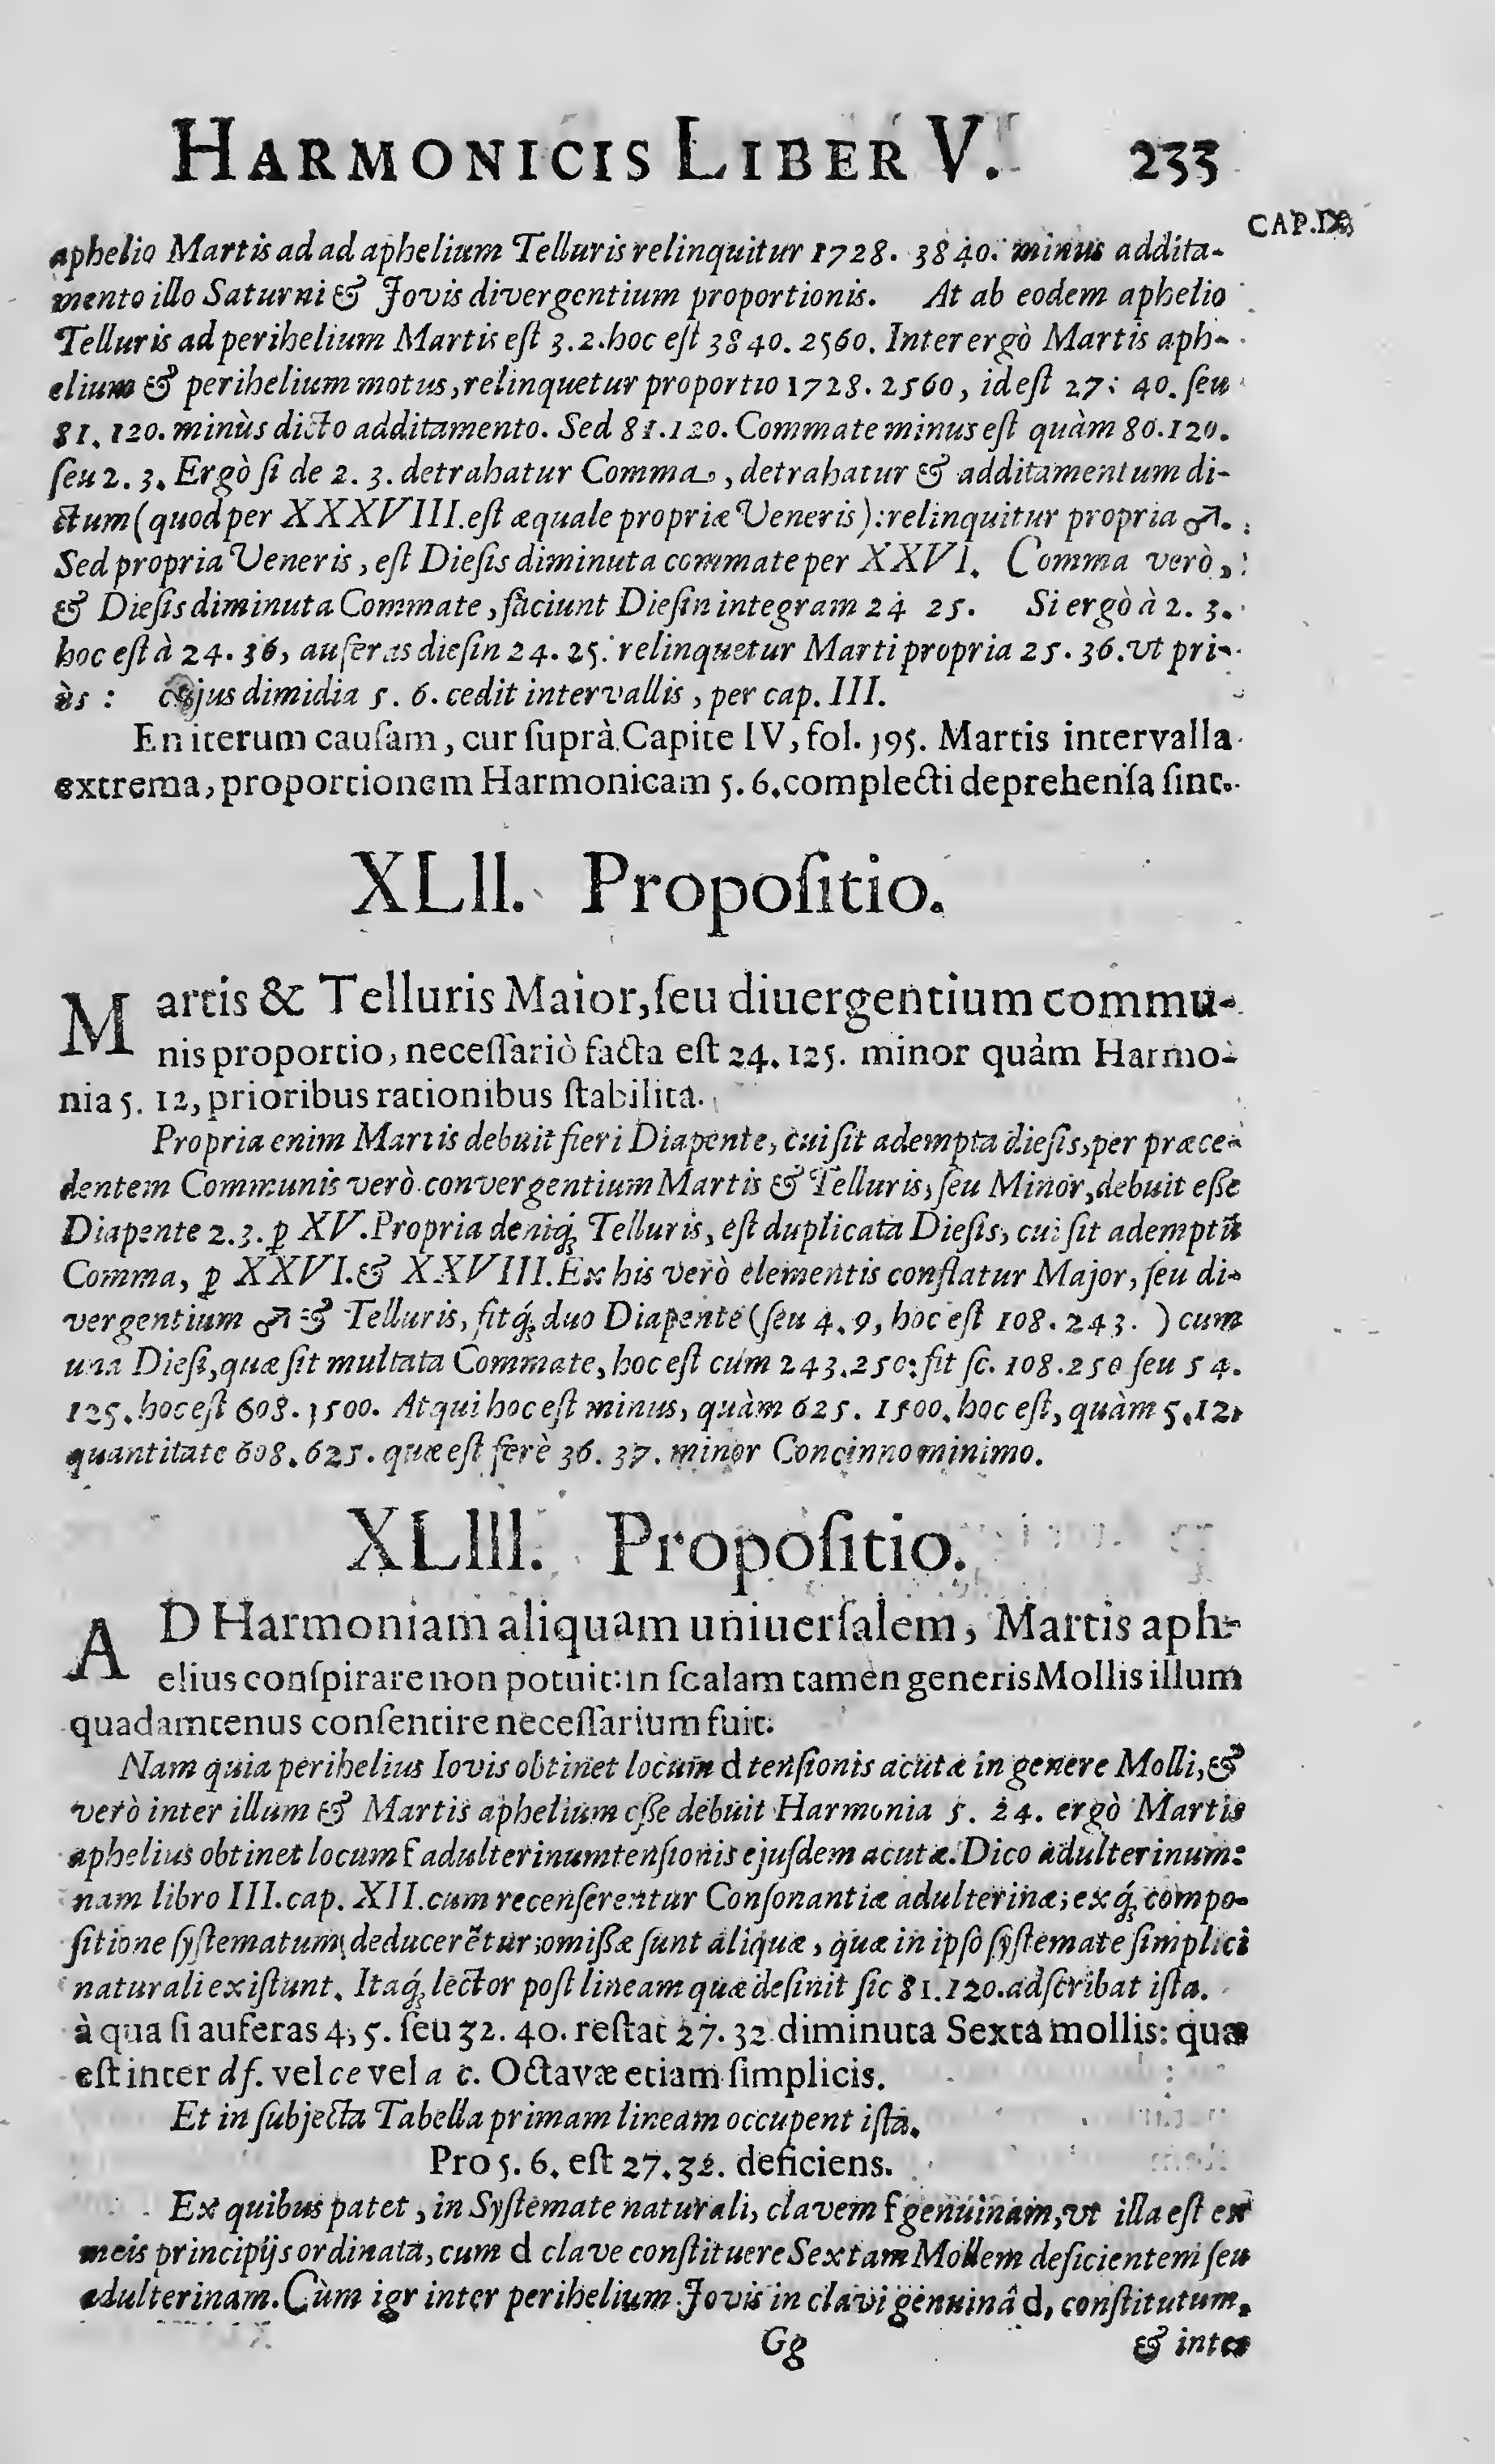 HARMONICIS LIBER V. 233
CAP.IX
aphelio Martis ad ad aphelium Telluris relinquitur 1728. 3840. minus addita-
mento illo Saturni & Jovis divergentium proportionis. At ab eodem aphelio
Telluris ad perihelium Martis eſt 3.2. hoc eſt 3840.2560. Inter ergò Martis aph-
elium & perihelium motus, relinquetur proportio 1728. 2560, id eſt 27: 40. ſeu
81. 120. minùs dicto additamento. Sed 81.120. Commate minus eſt quàm 80.120.
ſeu 2. 3. Ergò ſi de 2. 3. detrahatur Comma, detrahatur & additamentum di-
ctum (quod per XXXVIII. eſt æquale propriæ Veneris): relinquitur propria ♂.
Sed propria Veneris, eſt Dieſis diminuta commate per XXVI. Comma verò,
& Dieſis diminuta Commate, faciunt Dieſin integram 24 25. Si ergò à 2. 3.
hoc eſt à 24. 36, auferas dieſin 24. 25. relinquetur Marti propria 25. 36. ut pri-
ùs : cujus dimidia 5. 6. cedit intervallis, per cap. III.
En iterum cauſam, cur ſuprà Capite IV, fol. 195. Martis intervalla
extrema, proportionem Harmonicam 5. 6. complecti deprehenſa ſint.
XLII. Propoſitio.
Martis & Telluris Maior, ſeu diuergentium commu-
nis proportio, neceſſariò facta eſt 24. 125. minor quàm Harmo-
nia 5. 12, prioribus rationibus ſtabilita.
Propria enim Martis debuit fieri Diapente, cui ſit adempta dieſis, per præce-
dentem Communis verò convergentium Martis & Telluris, ſeu Minor, debuit eſſe
Diapente 2.3. ꝑ XV. Propria deniq́; Telluris, eſt duplicata Dieſis, cui ſit ademptũ
Comma, ꝑ XXVI. & XXVIII. Ex his verò elementis conflatur Major, ſeu di-
vergentium ♂ & Telluris, fitq́; duo Diapente (ſeu 4. 9, hoc eſt 108. 243. ) cum
una Dieſi, quæ ſit multata Commate, hoc eſt cùm 243.250: fit ſc. 108.250 ſeu 54.
125. hoc eſt 608. 1500. Atqui hoc eſt minus, quàm 625. 1500. hoc eſt, quàm 5.12,
quantitate 608. 625. quæ eſt ferè 36. 37. minor Concinno minimo.
XLIII. Propoſitio.
AD Harmoniam aliquam uniuerſalem, Martis aph-
elius conſpirare non potuit: in ſcalam tamen generis Mollis illum
quadamtenus conſentire neceſſarium fuit.
Nam quia perihelius Iovis obtinet locum d tenſionis acutæ in genere Molli, &
verò inter illum & Martis aphelium eſſe debuit Harmonia 5. 24. ergò Martis
aphelius obtinet locum f adulterinum tenſionis ejuſdem acutæ. Dico adulterinum:
nam libro III. cap. XII. cum recenſerentur Conſonantiæ adulterinæ; ex q́; compo-
ſitione ſyſtematum deducerẽtur; omiſſæ ſunt aliquæ, quæ in ipſo ſyſtemate ſimplici
naturali exiſtunt. Itaq́; lector poſt lineam quæ deſinit ſic 81.120. adſcribat iſta.
à qua ſi auferas 4, 5. ſeu 32. 40. reſtat 27. 32 diminuta Sexta mollis: quæ
eſt inter df. vel ce vel a c. Octavæ etiam ſimplicis.
Et in ſubjecta Tabella primam lineam occupent iſta.
Pro 5. 6. eſt 27. 32. deficiens.
Ex quibus patet, in Syſtemate naturali, clavem f genuinam, ut illa eſt ex
meis principijs ordinata, cum d clave conſtituere Sextam Mollem deficientem ſeu
adulterinam. Cùm igr inter perihelium Jovis in clavi genuinâ d, conſtitutum,
Gg & inter